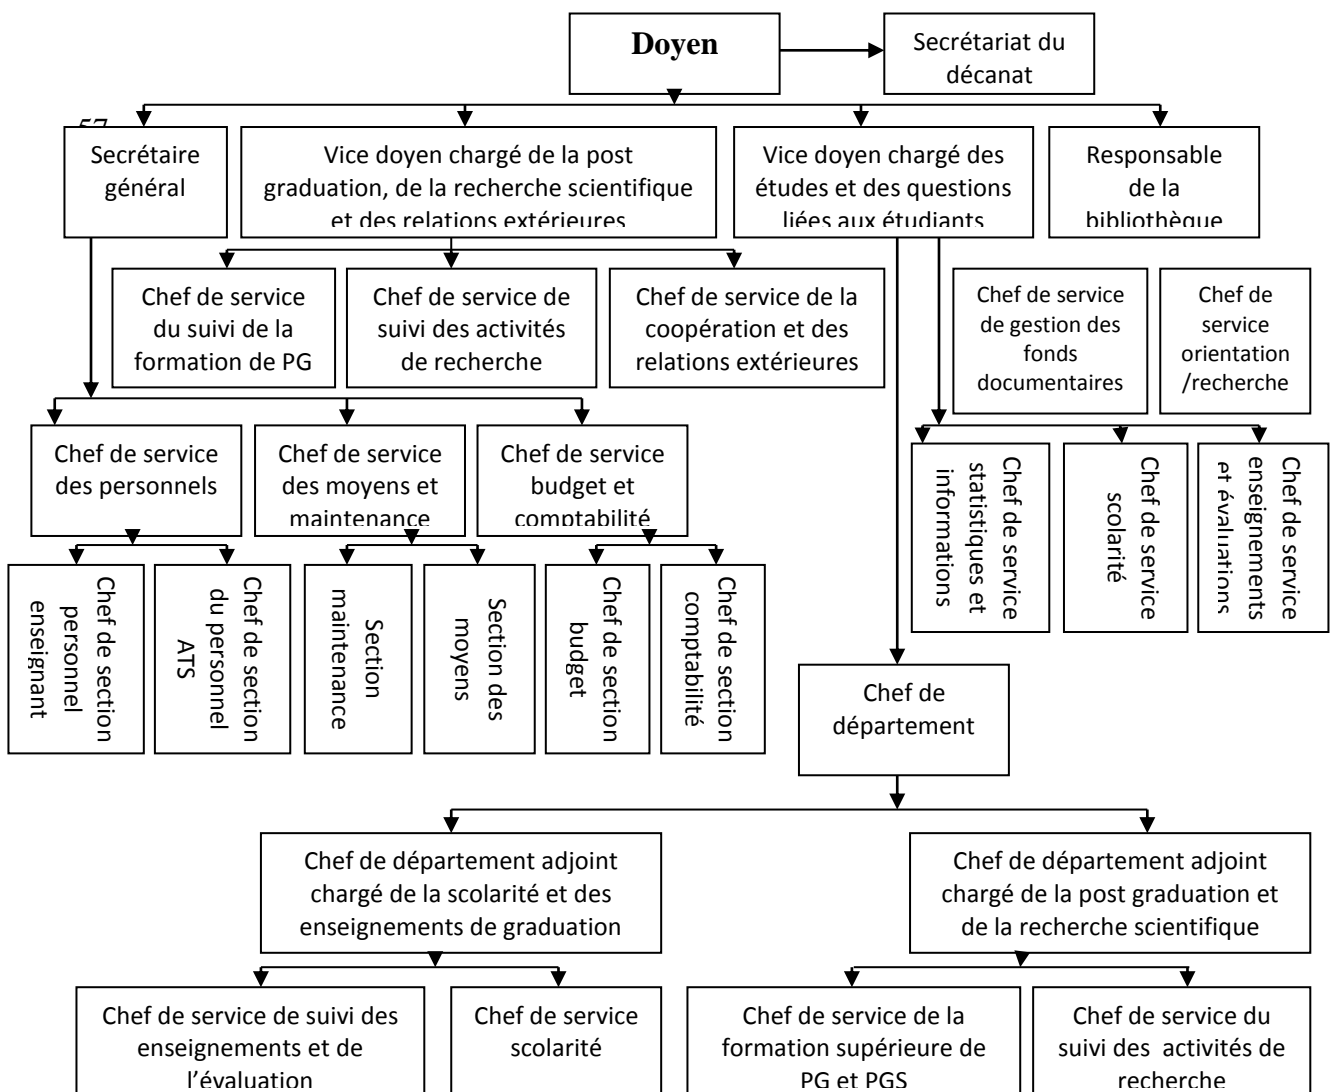 Doyen
Secrétariat du
décanat
57
Secrétaire
général
Vice doyen chargé de la post
graduation, de la recherche scientifique
et des relations extérieures
Vice doyen chargé des
études et des questions
liées aux étudiants
Responsable
de la
bibliothèque
Chef de service
du suivi de la
formation de PG
Chef de service de
suivi des activités
de recherche
Chef de service de la
coopération et des
relations extérieures
Chef de service
de gestion des
fonds
documentaires
Chef de
service
orientation
/recherche
Chef de service
des personnels
Chef de service
des moyens et
maintenance
Chef de service
budget et
comptabilité
Chef de service
statistiques et
informations
Chef de service
scolarité
Chef de service
enseignements
et évaluations
Chef de section
personnel
enseignant
Chef de section
du personnel
ATS
Section
maintenance
Section des
moyens
Chef de section
budget
Chef de section
comptabilité
Chef de
département
Chef de département adjoint
chargé de la scolarité et des
enseignements de graduation
Chef de département adjoint
chargé de la post graduation et
de la recherche scientifique
Chef de service de suivi des
enseignements et de
l'évaluation
Chef de service
scolarité
Chef de service de la
formation supérieure de
PG et PGS
Chef de service du
suivi des activités de
recherche